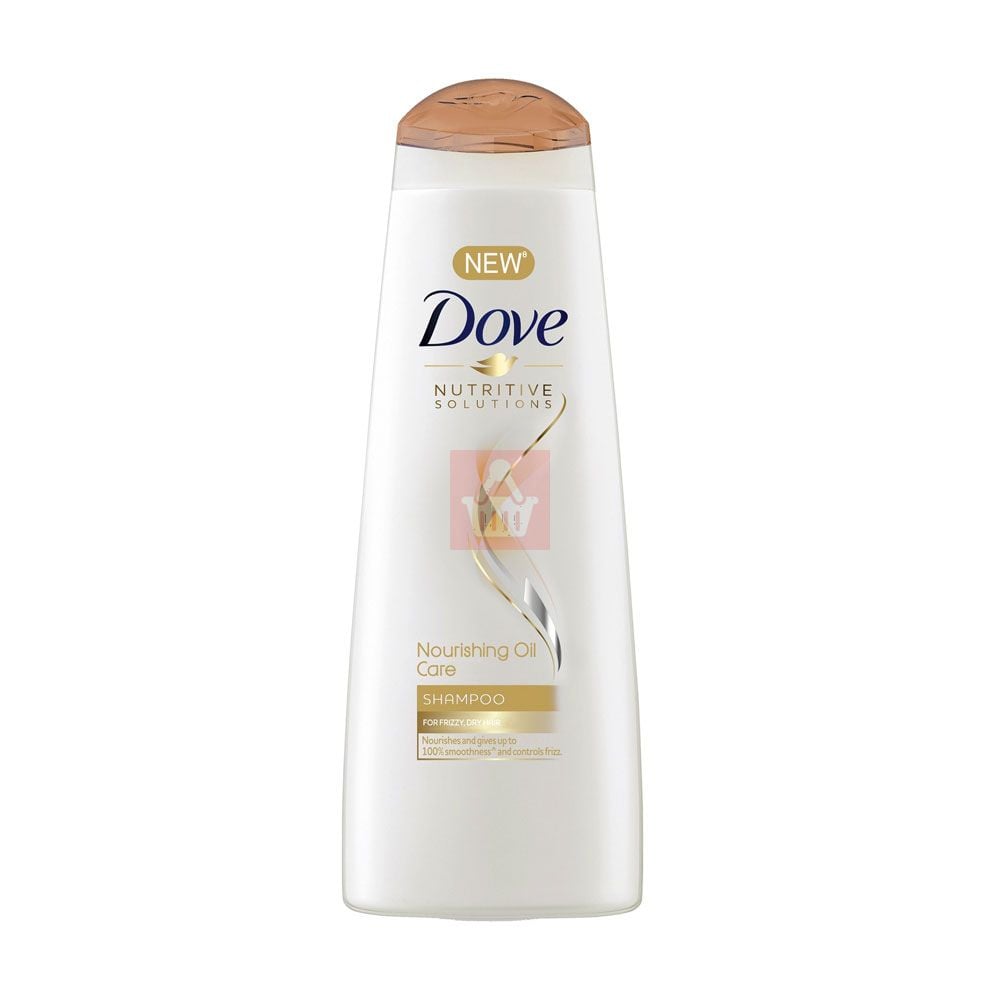 NEW⁸
Dove
NUTRITIVE
SOLUTIONS
Nourishing Oil
Care
SHAMPOO
FOR FRIZZY, DRY HAIR
Nourishes and gives up to
100% smoothness^ and controls frizz.